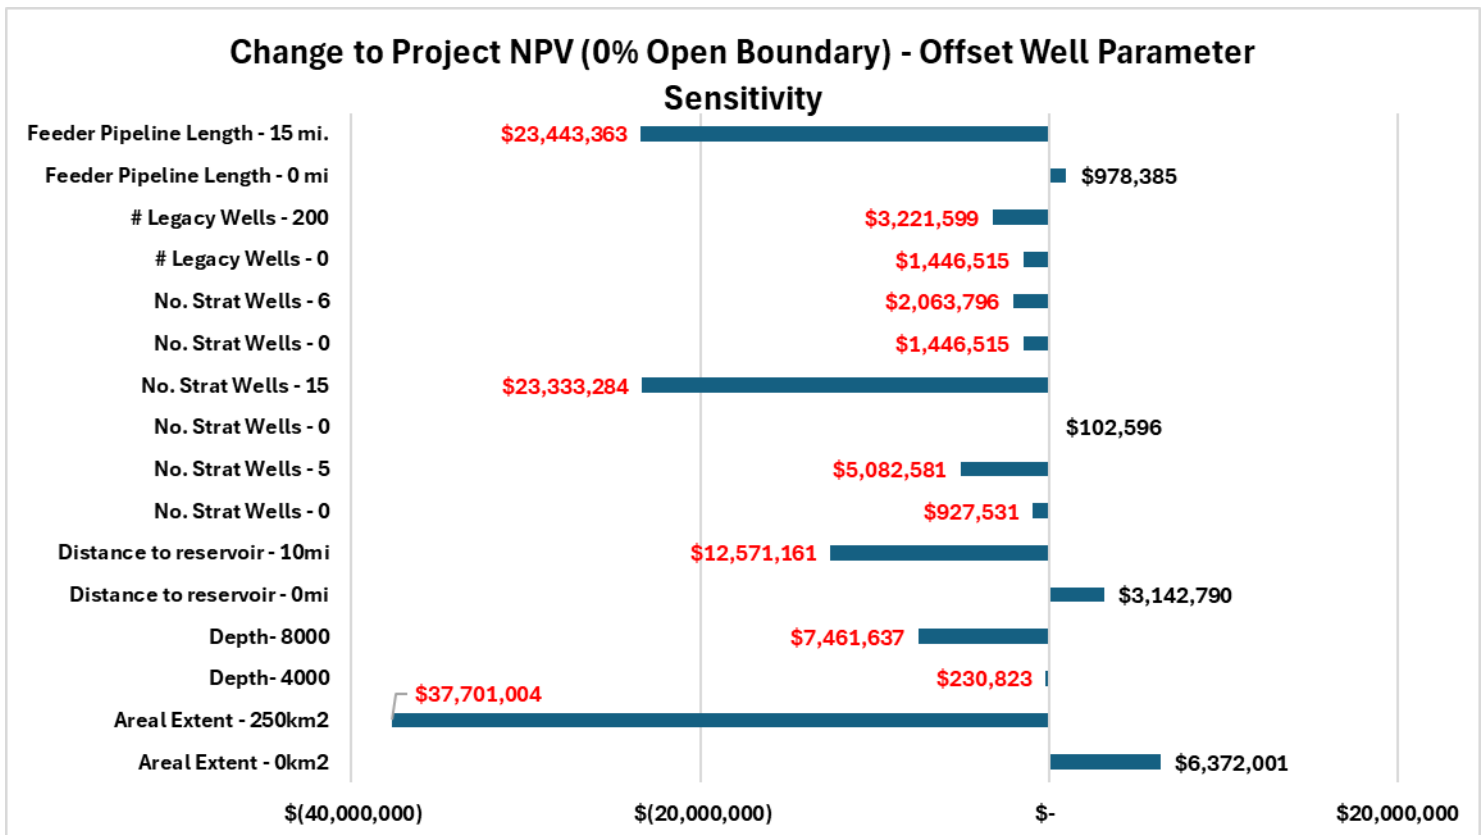 Change to Project NPV (0% Open Boundary) - Offset Well Parameter
Sensitivity
Feeder Pipeline Length - 15 mi.
$23,443,363
Feeder Pipeline Length - 0 mi
$978,385
# Legacy Wells - 200
$3,221,599
# Legacy Wells - 0
$1,446,515
No. Strat Wells - 6
$2,063,796
No. Strat Wells - 0
$1,446,515
No. Strat Wells - 15
$23,333,284
No. Strat Wells - 0
$102,596
No. Strat Wells - 5
$5,082,581
No. Strat Wells - 0
$927,531
Distance to reservoir - 10mi
$12,571,161
Distance to reservoir - 0mi
$3,142,790
Depth- 8000
$7,461,637
Depth- 4000
$230,823
Areal Extent - 250km2
$37,701,004
Areal Extent - 0km2
$6,372,001
$(40,000,000)
$(20,000,000)
$-
$20,000,000